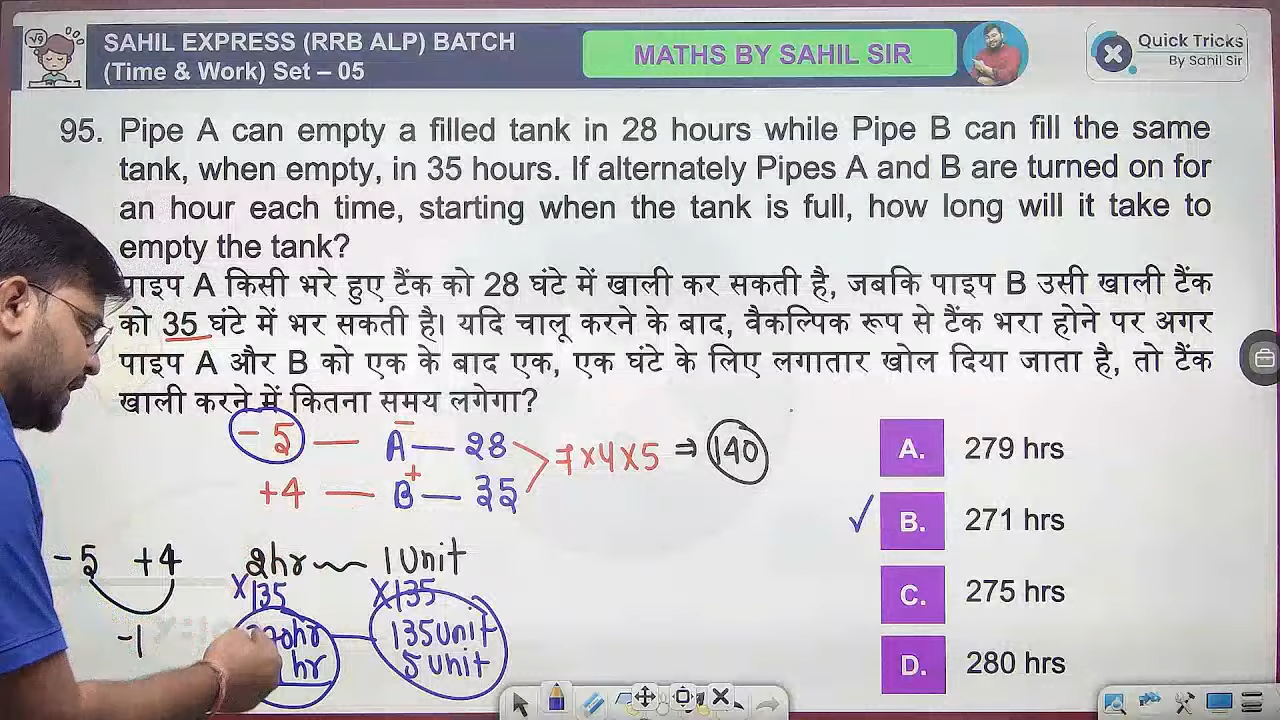 SAHIL EXPRESS (RRB ALP) BATCH
(Time & Work) Set – 05
MATHS BY SAHIL SIR
Quick Tricks
By Sahil Sir
95. Pipe A can empty a filled tank in 28 hours while Pipe B can fill the same
tank, when empty, in 35 hours. If alternately Pipes A and B are turned on for
an hour each time, starting when the tank is full, how long will it take to
empty the tank?
पाइप A किसी भरे हुए टैंक को 28 घंटे में खाली कर सकती है, जबकि पाइप B उसी खाली टैंक
को 35 घंटे में भर सकती है। यदि चालू करने के बाद, वैकल्पिक रूप से टैंक भरा होने पर अगर
पाइप A और B को एक के बाद एक, एक घंटे के लिए लगातार खोल दिया जाता है, तो टैंक
खाली करने में कितना समय लगेगा?
- 5 — A — 28
+4 — B — 35
7×4×5 ⇒ 140
-5 +4
-1
2hr 1 Unit
×135 ×135
135 Unit
hr 5 Unit
A. 279 hrs
✓ B. 271 hrs
C. 275 hrs
D. 280 hrs